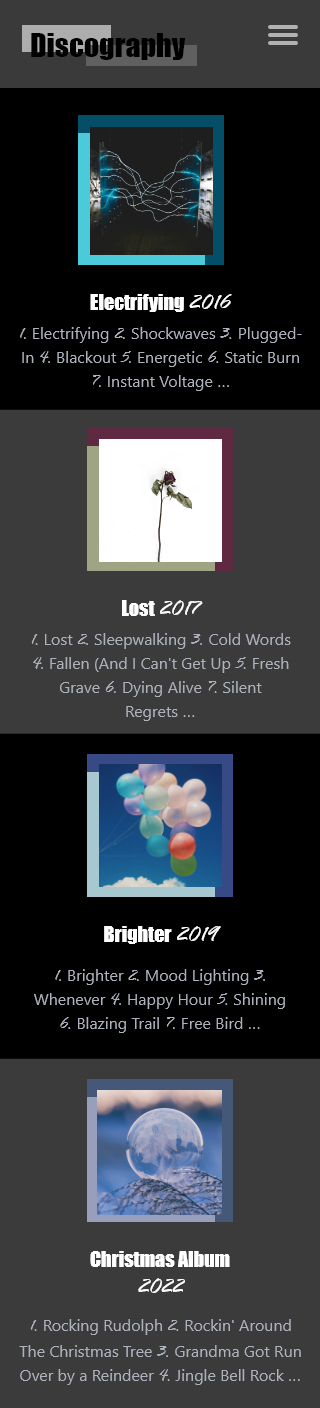 Discography
Electrifying 2016
1. Electrifying 2. Shockwaves 3. Plugged-
In 4. Blackout 5. Energetic 6. Static Burn
7. Instant Voltage ...
Lost 2017
1. Lost 2. Sleepwalking 3. Cold Words
4. Fallen (And I Can't Get Up 5. Fresh
Grave 6. Dying Alive 7. Silent
Regrets ...
Brighter 2019
1. Brighter 2. Mood Lighting 3.
Whenever 4. Happy Hour 5. Shining
6. Blazing Trail 7. Free Bird ...
Christmas Album
2022
1. Rocking Rudolph 2. Rockin' Around
The Christmas Tree 3. Grandma Got Run
Over by a Reindeer 4. Jingle Bell Rock ...